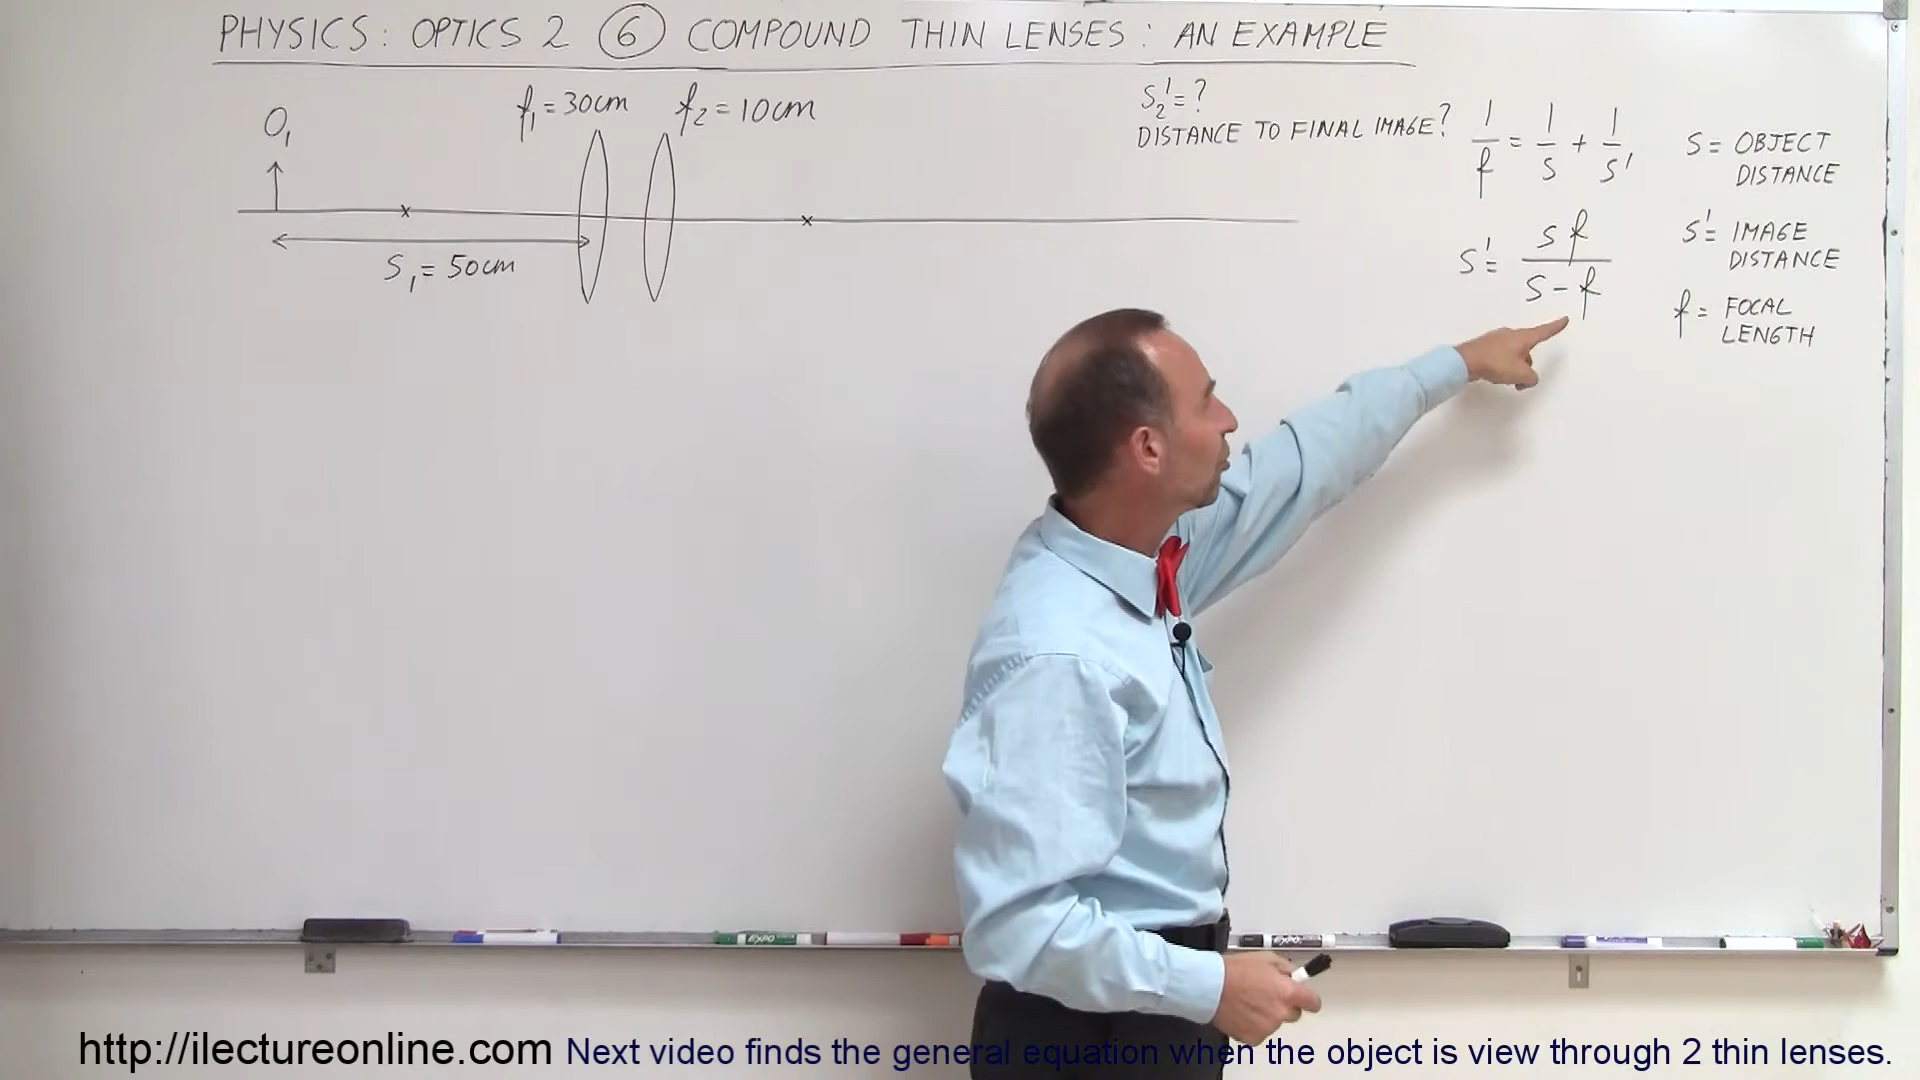 PHYSICS: OPTICS 2 ⑥ COMPOUND THIN LENSES: AN EXAMPLE
O₁
f₁ = 30cm
f₂ = 10cm
S₁ = 50cm
S₂' = ?
DISTANCE TO FINAL IMAGE?
1/f = 1/s + 1/s'
S' = s f / s - f
S = OBJECT
DISTANCE
S' = IMAGE
DISTANCE
f = FOCAL
LENGTH
EXPO
EXPO
http://ilectureonline.com Next video finds the general equation when the object is view through 2 thin lenses.